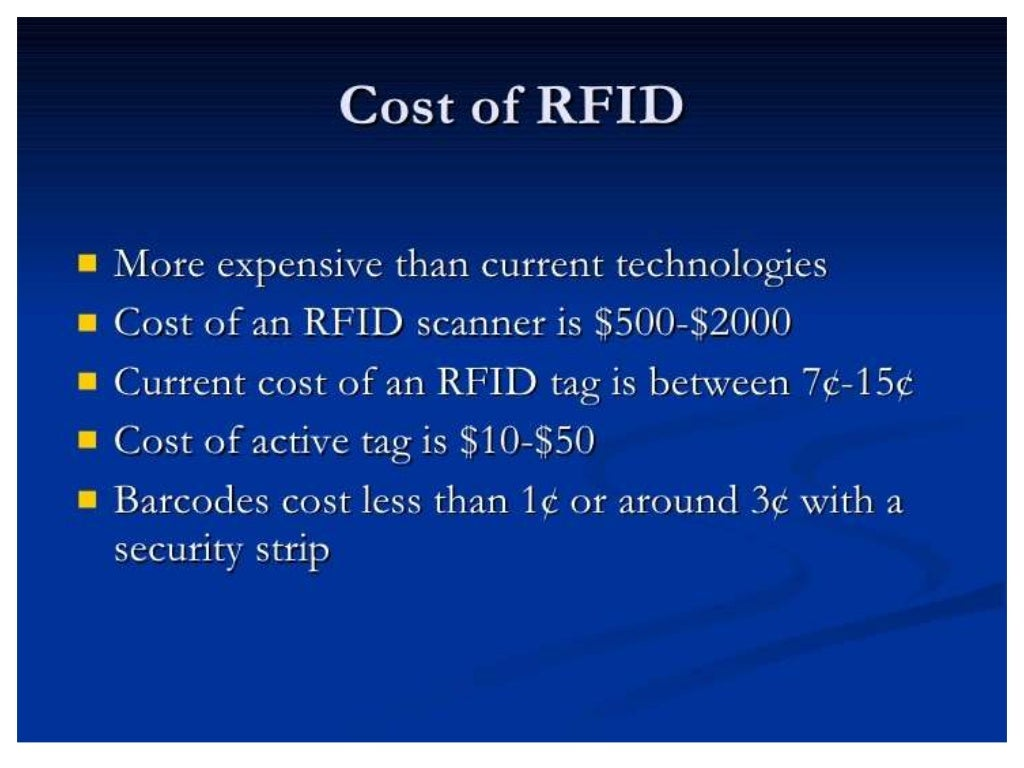 Cost of RFID
More expensive than current technologies
Cost of an RFID scanner is $500-$2000
Current cost of an RFID tag is between 7¢-15¢
Cost of active tag is $10-$50
Barcodes cost less than 1¢ or around 3¢ with a
security strip